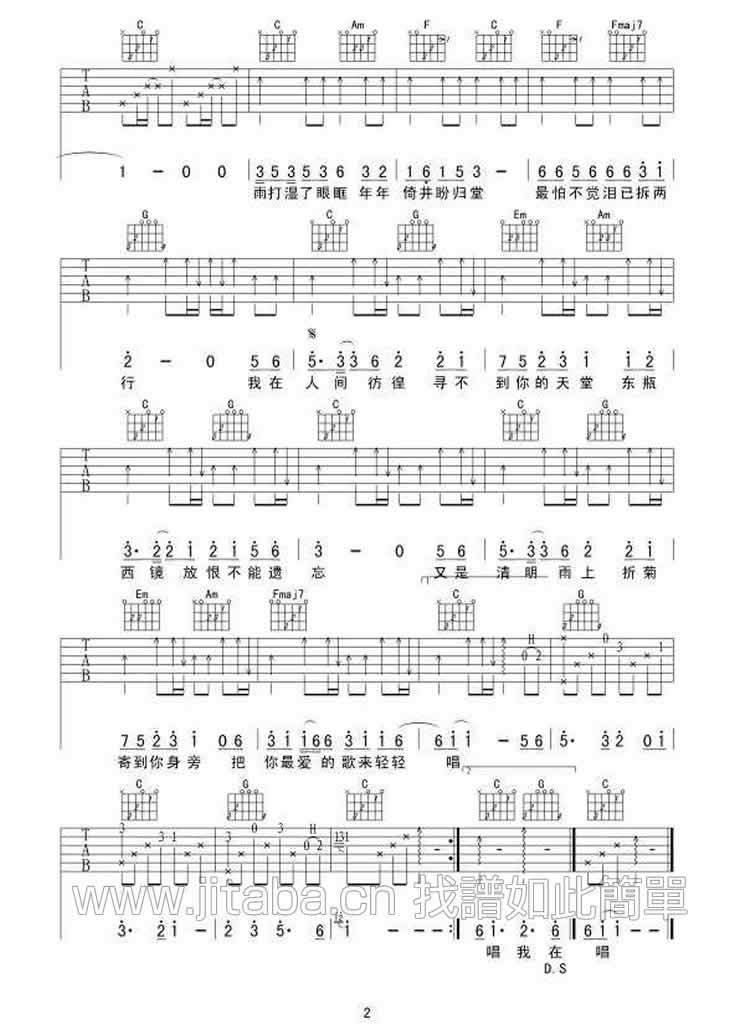 C C Am F C F Fmaj7
T A B
1 - 0 0 3 5 3 5 3 6 3 2 1 6 1 5 3 - 6 6 5 6 6 6 3 1
雨打湿了眼眶 年年 倚井盼归堂 最怕不觉泪已拆两
G C G Em Am
T A B
2 - 0 5 6 5· 3 3 3 6 2 2 1 7 5 2 3 1 1 2
行 我在 人间 彷徨 寻不 到你的天堂 东瓶
C G C G
T A B
3· 2 2 1 2 1 5 6 3 - 0 5 6 5· 3 3 3 6 2 2 1
西镜 放恨不能遗 忘 又是 清明 雨上 折菊
Em Am Fmaj7 C G
T A B H 0 2 0 3 1
7 5 2 3 1 0 6 3 1 1 6 6 3 1 6 1 6 1 1 - 5 6 5· 3 2 0 1
寄到你身旁 把 你最爱的歌来轻轻 唱
2
C G C C G C
T A B 3 3 1 3 0 3 H 0 2 131
www.jitaba.cn 找譜如此簡單
3· 2 1 - 2 3 5· 6 1 - - - 6 1· 2· 6 6 1 - -
唱我在 唱
D.S
2